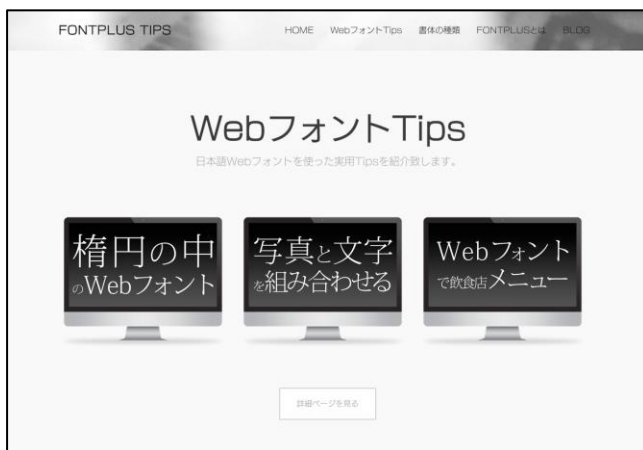 FONTPLUS TIPS
HOME WebフォントTips 書体の種類 FONTPLUSとは BLOG
WebフォントTips
日本語Webフォントを使った実用Tipsを紹介致します。
楕円の中
のWebフォント
写真と文字
を組み合わせる
Webフォント
で飲食店メニュー
詳細ページを見る